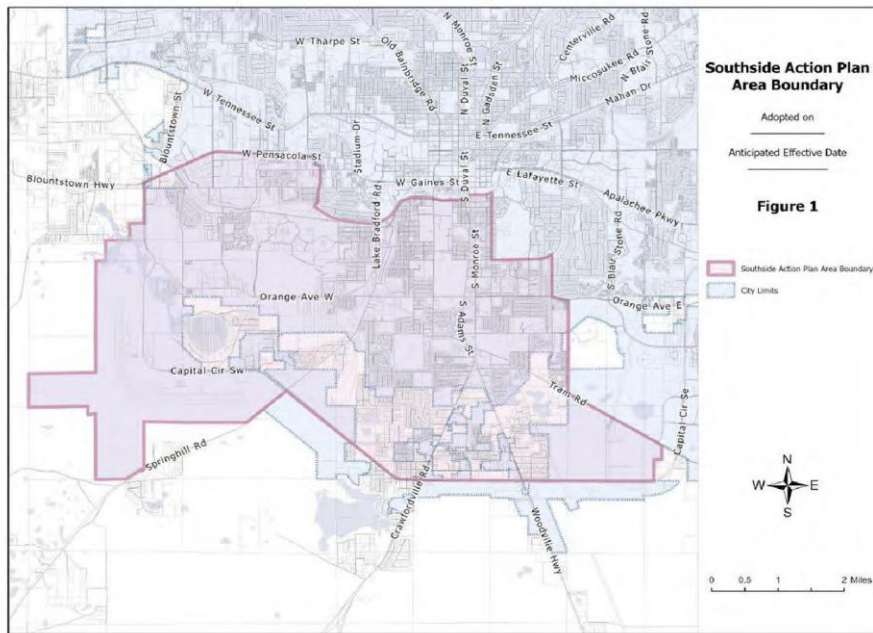 Southside Action Plan
Area Boundary
Adopted on
Anticipated Effective Date
Figure 1
Southside Action Plan Area Boundary
City Limits
N
W E
S
0 0.5 1 2 Miles
W Tharpe St
Old Bainbridge Rd
N Monroe St
N Duval St
N Gadsden St
Centerville Rd
Miccosukee Rd
N Blair Stone Rd
Mahan Dr
W Tennessee St
E Tennessee St
Blountstown St
Stadium Dr
W Pensacola St
Blountstown Hwy
W Gaines St
S Duval St
E Lafayette St
Apalachee Pkwy
Lake Bradford Rd
S Monroe St
S Blair Stone Rd
Orange Ave W
Orange Ave E
S Adams St
Capital Cir Sw
Tram Rd
Capital Cir Se
Springhill Rd
Crawfordville Rd
Woodville Hwy